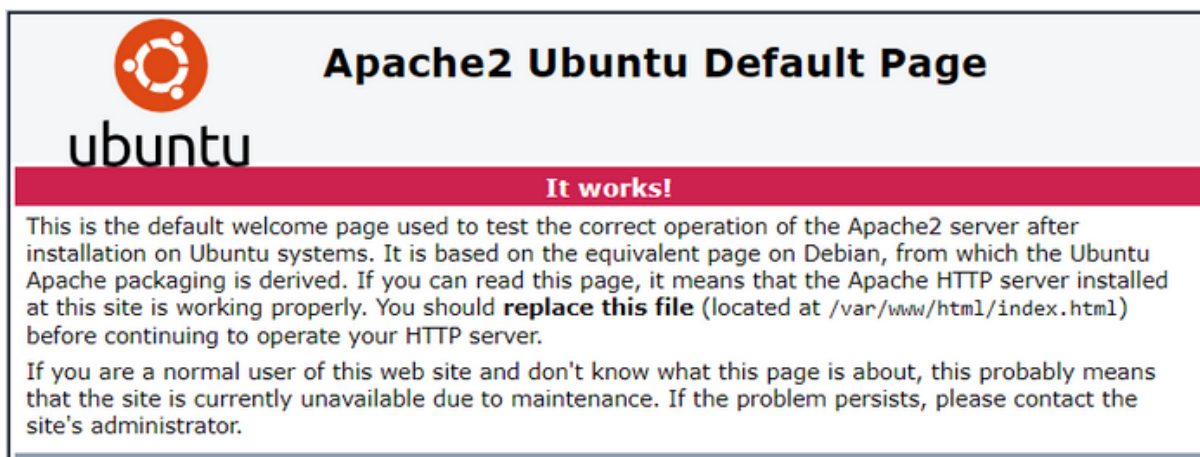 Apache2 Ubuntu Default Page
ubuntu
It works!
This is the default welcome page used to test the correct operation of the Apache2 server after
installation on Ubuntu systems. It is based on the equivalent page on Debian, from which the Ubuntu
Apache packaging is derived. If you can read this page, it means that the Apache HTTP server installed
at this site is working properly. You should replace this file (located at /var/www/html/index.html)
before continuing to operate your HTTP server.
If you are a normal user of this web site and don't know what this page is about, this probably means
that the site is currently unavailable due to maintenance. If the problem persists, please contact the
site's administrator.